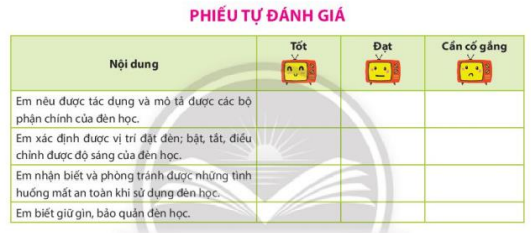 PHIẾU TỰ ĐÁNH GIÁ
Nội dung
Tốt
Đạt
Cần cố gắng
Em nêu được tác dụng và mô tả được các bộ
phận chính của đèn học.
Em xác định được vị trí đặt đèn; bật, tắt, điều
chỉnh được độ sáng của đèn học.
Em nhận biết và phòng tránh được những tình
huống mất an toàn khi sử dụng đèn học.
Em biết giữ gìn, bảo quản đèn học.